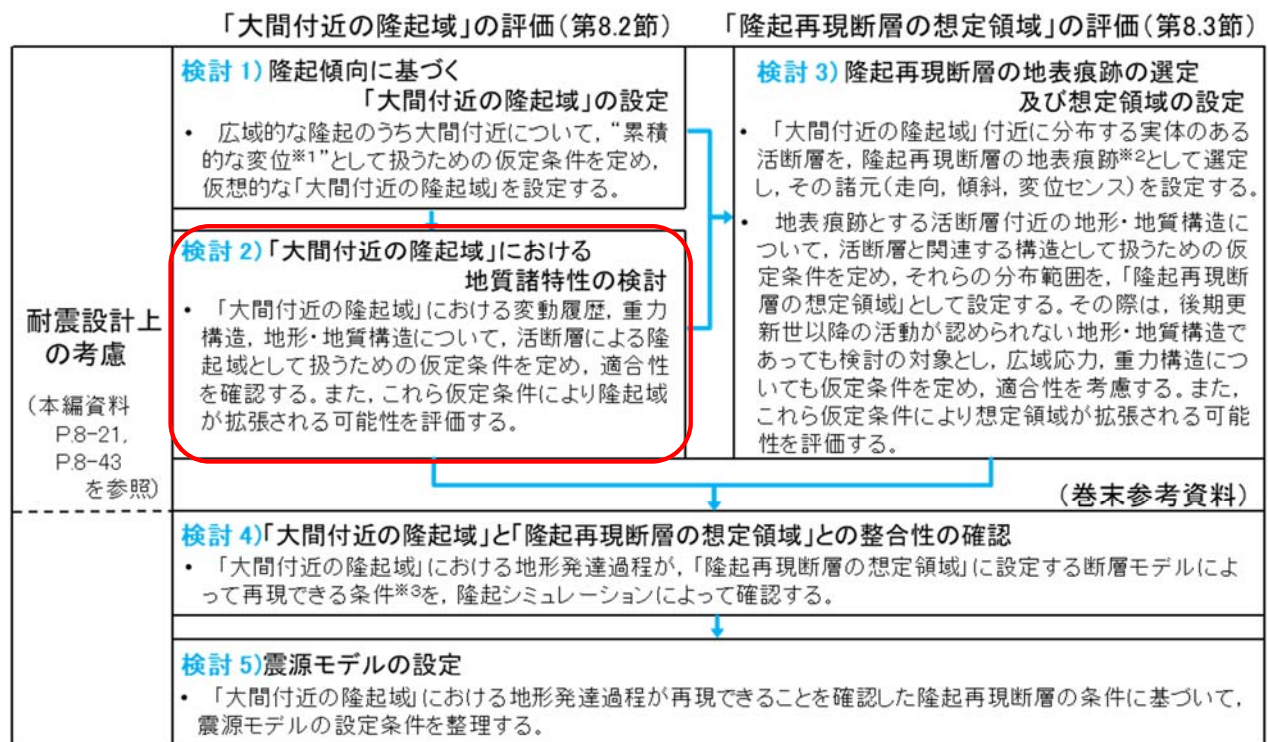 「大間付近の隆起域」の評価（第8.2節）
「隆起再現断層の想定領域」の評価（第8.3節）
耐震設計上
の考慮
（本編資料
P.8-21,
P.8-43
を参照）
検討 1) 隆起傾向に基づく
「大間付近の隆起域」の設定
• 広域的な隆起のうち大間付近について，“累積
的な変位※1”として扱うための仮定条件を定め，
仮想的な「大間付近の隆起域」を設定する。
検討 2)「大間付近の隆起域」における
地質諸特性の検討
• 「大間付近の隆起域」における変動履歴，重力
構造，地形・地質構造について，活断層による隆
起域として扱うための仮定条件を定め，適合性
を確認する。また，これら仮定条件により隆起域
が拡張される可能性を評価する。
検討 3) 隆起再現断層の地表痕跡の選定
及び想定領域の設定
• 「大間付近の隆起域」付近に分布する実体のある
活断層を，隆起再現断層の地表痕跡※2として選定
し，その諸元（走向，傾斜，変位センス）を設定する。
• 地表痕跡とする活断層付近の地形・地質構造に
ついて，活断層と関連する構造として扱うための仮
定条件を定め，それらの分布範囲を，「隆起再現断
層の想定領域」として設定する。その際は，後期更
新世以降の活動が認められない地形・地質構造で
あっても検討の対象とし，広域応力，重力構造につ
いても仮定条件を定め，適合性を考慮する。また，
これら仮定条件により想定領域が拡張される可能
性を評価する。
（巻末参考資料）
検討 4)「大間付近の隆起域」と「隆起再現断層の想定領域」との整合性の確認
• 「大間付近の隆起域」における地形発達過程が，「隆起再現断層の想定領域」に設定する断層モデルによ
って再現できる条件※3を，隆起シミュレーションによって確認する。
検討 5)震源モデルの設定
• 「大間付近の隆起域」における地形発達過程が再現できることを確認した隆起再現断層の条件に基づいて，
震源モデルの設定条件を整理する。